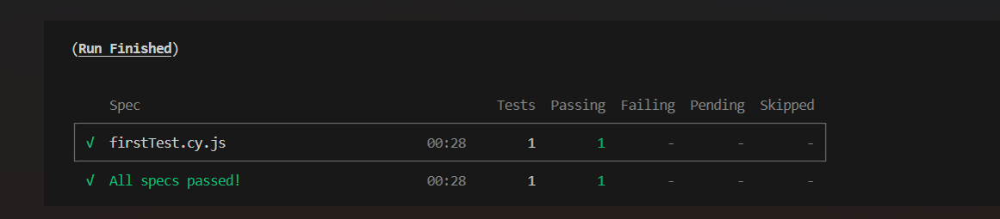 (Run Finished)
Spec Tests Passing Failing Pending Skipped
√ firstTest.cy.js 00:28 1 1 - - -
√ All specs passed! 00:28 1 1 - - -